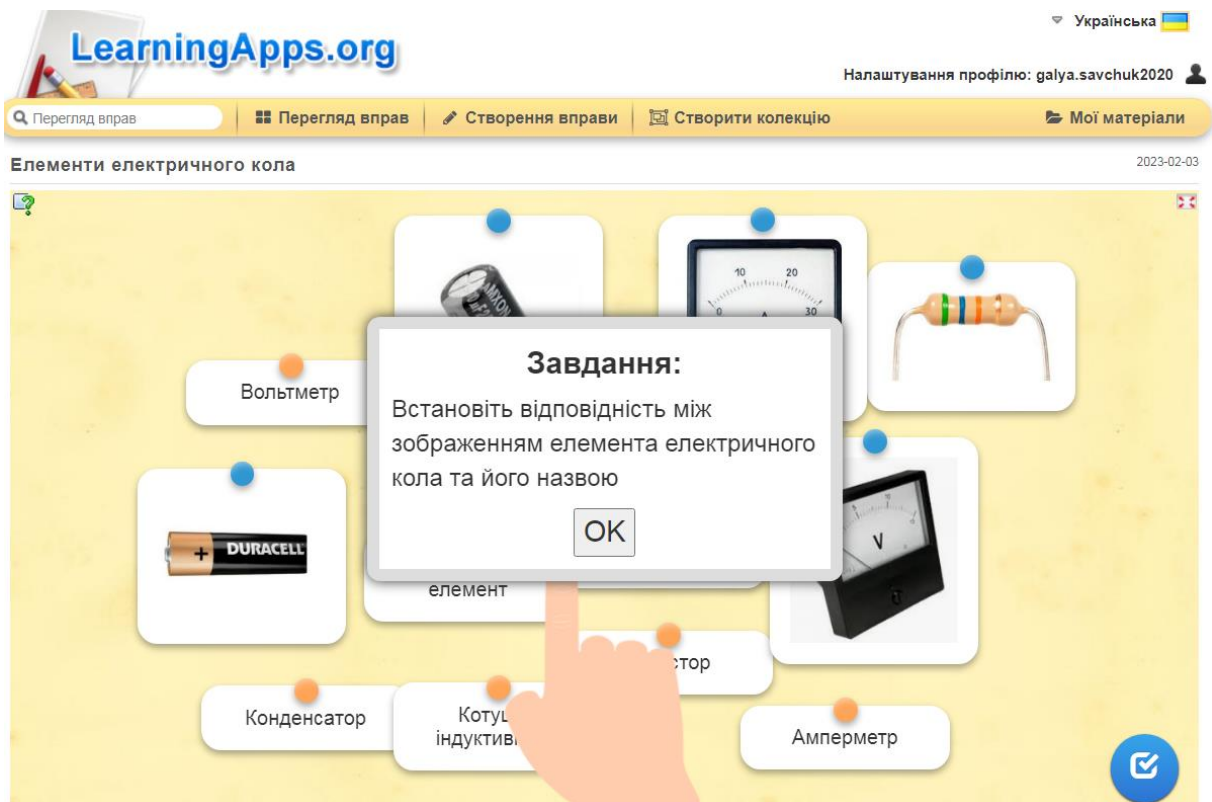 LearningApps.org
Українська
Налаштування профілю: galya.savchuk2020
Перегляд вправ
Перегляд вправ
Створення вправи
Створити колекцію
Мої матеріали
Елементи електричного кола
2023-02-03
10 20
0 A 30
Вольтметр
Завдання:
Встановіть відповідність між
зображенням елемента електричного
кола та його назвою
OK
+ DURACELL
V
елемент
Конденсатор
Амперметр